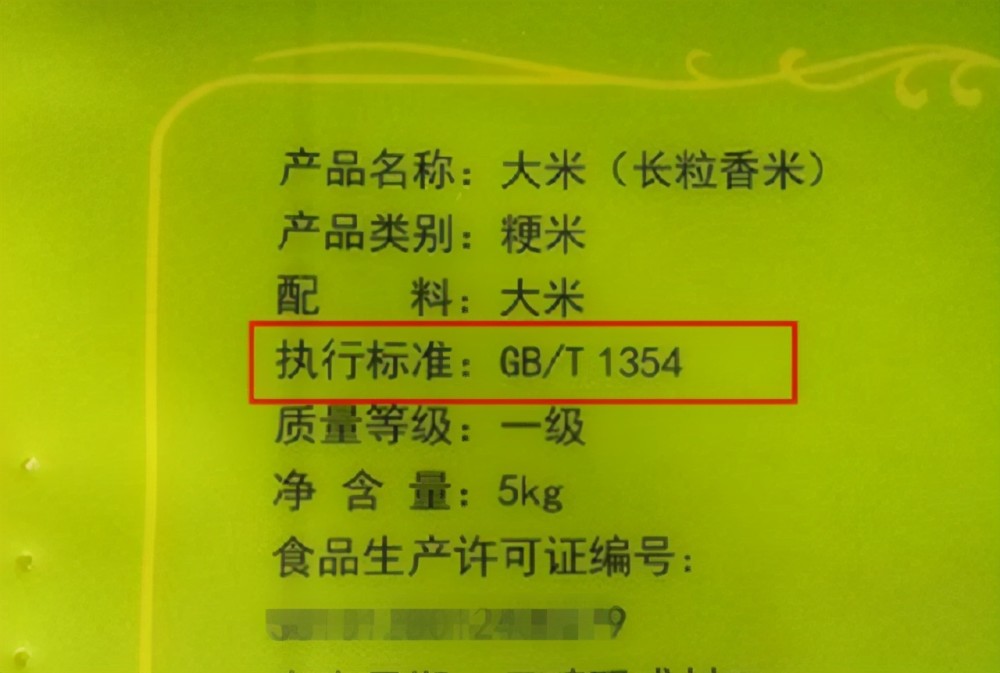 产品名称：大米（长粒香米）
产品类别：粳米
配　　料：大米
执行标准：GB/T 1354
质量等级：一级
净 含 量：5kg
食品生产许可证编号：